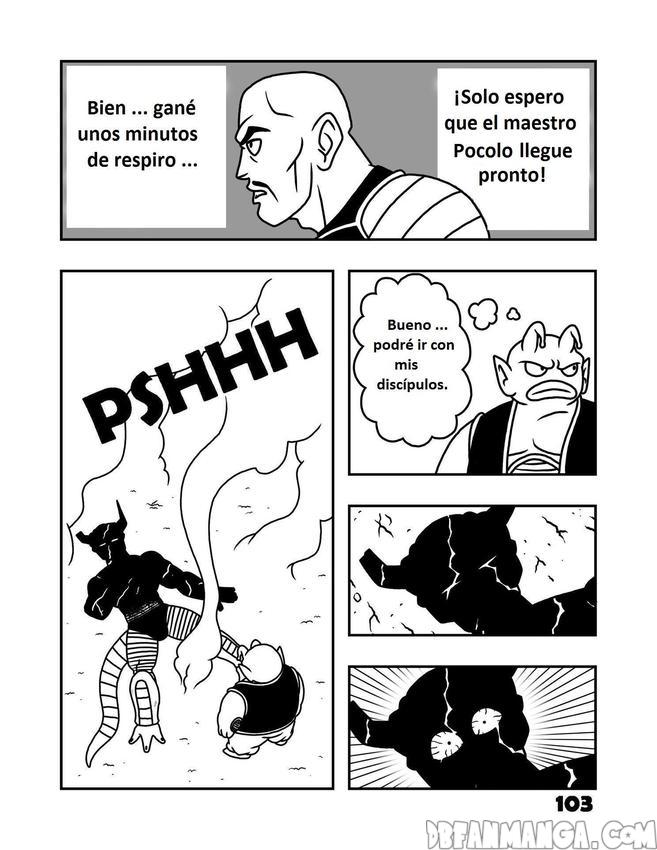 Bien ... gané
unos minutos
de respiro ...
¡Solo espero
que el maestro
Pocolo llegue
pronto!
PSHHH
Bueno ...
podré ir con
mis
discípulos.
103
DBFANMANGA.COM